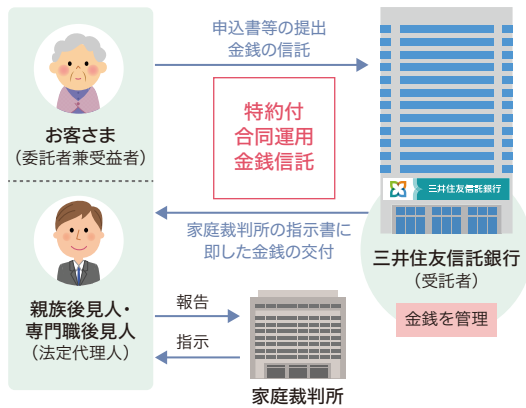 申込書等の提出
金銭の信託
お客さま
（委託者兼受益者）
特約付
合同運用
金銭信託
三井住友信託銀行
家庭裁判所の指示書に
即した金銭の交付
三井住友信託銀行
（受託者）
金銭を管理
親族後見人・
専門職後見人
（法定代理人）
報告
指示
家庭裁判所